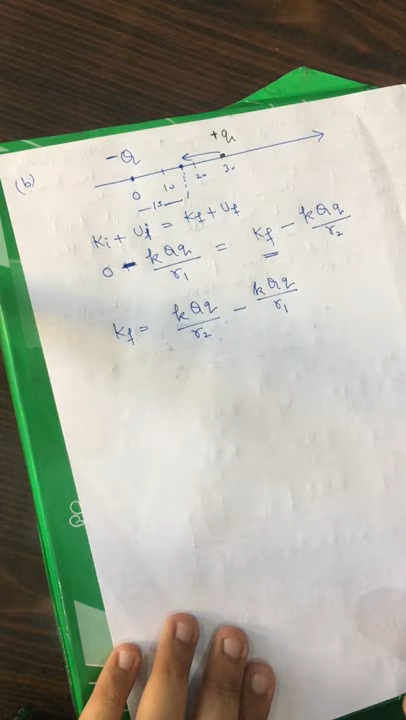 +q
-Q
(b)
0 10 20 30
15
Ki + Ui = Kf + Uf
0 - kQq/r₁ = Kf - kQq/r₂
Kf = kQq/r₂ - kQq/r₁